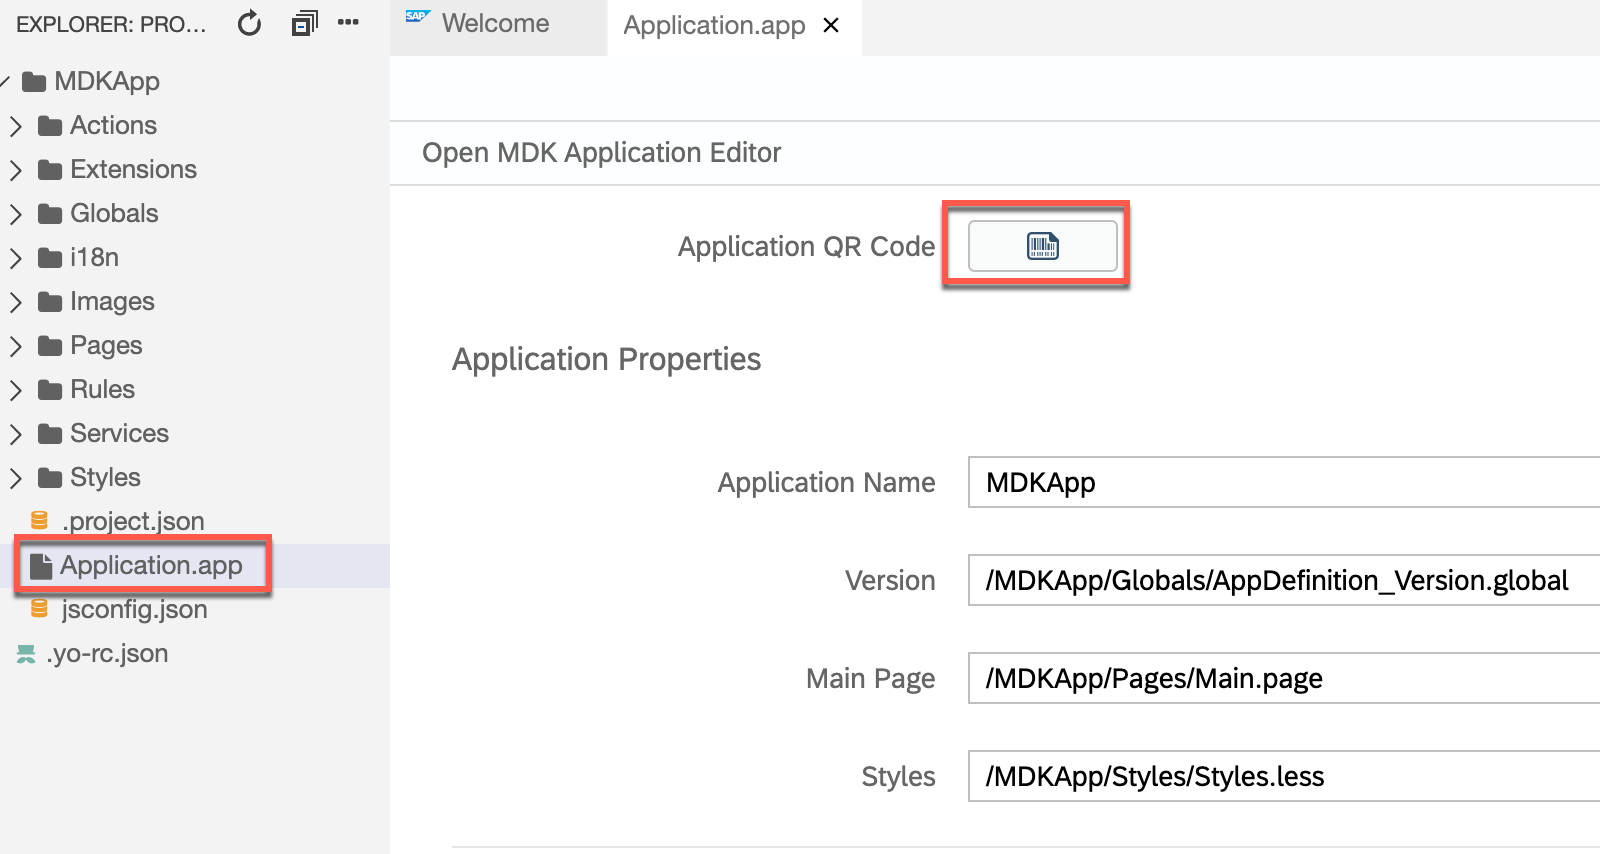 EXPLORER: PRO...
SAP Welcome
Application.app
MDKApp
Actions
Extensions
Globals
i18n
Images
Pages
Rules
Services
Styles
.project.json
Application.app
jsconfig.json
.yo-rc.json
Open MDK Application Editor
Application QR Code
Application Properties
Application Name MDKApp
Version /MDKApp/Globals/AppDefinition_Version.global
Main Page /MDKApp/Pages/Main.page
Styles /MDKApp/Styles/Styles.less